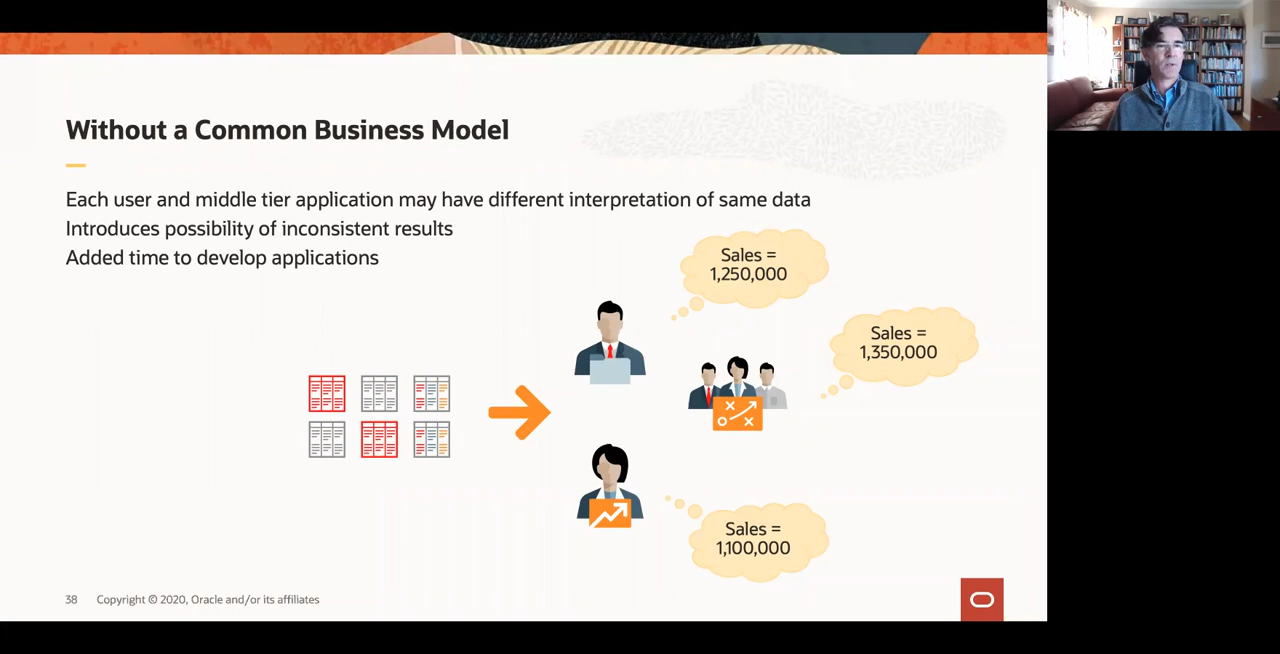 Without a Common Business Model
Each user and middle tier application may have different interpretation of same data
Introduces possibility of inconsistent results
Added time to develop applications
Sales =
1,250,000
Sales =
1,350,000
Sales =
1,100,000
38 Copyright © 2020, Oracle and/or its affiliates